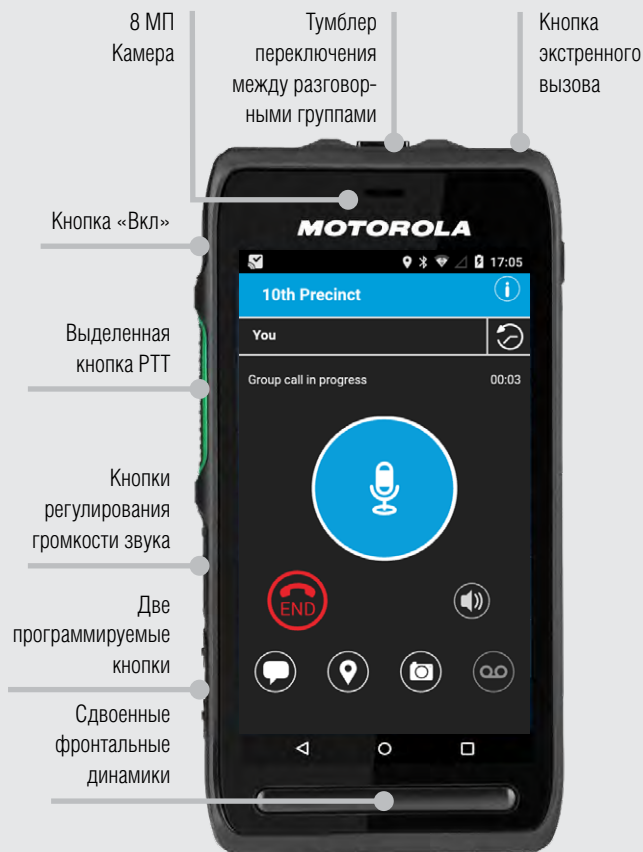 8 МП
Камера
Тумблер
переключения
между разговор-
ными группами
Кнопка
экстренного
вызова
Кнопка «Вкл»
Выделенная
кнопка PTT
Кнопки
регулирования
громкости звука
Две
программируемые
кнопки
Сдвоенные
фронтальные
динамики
MOTOROLA
17:05
10th Precinct
i
You
Group call in progress 00:03
END